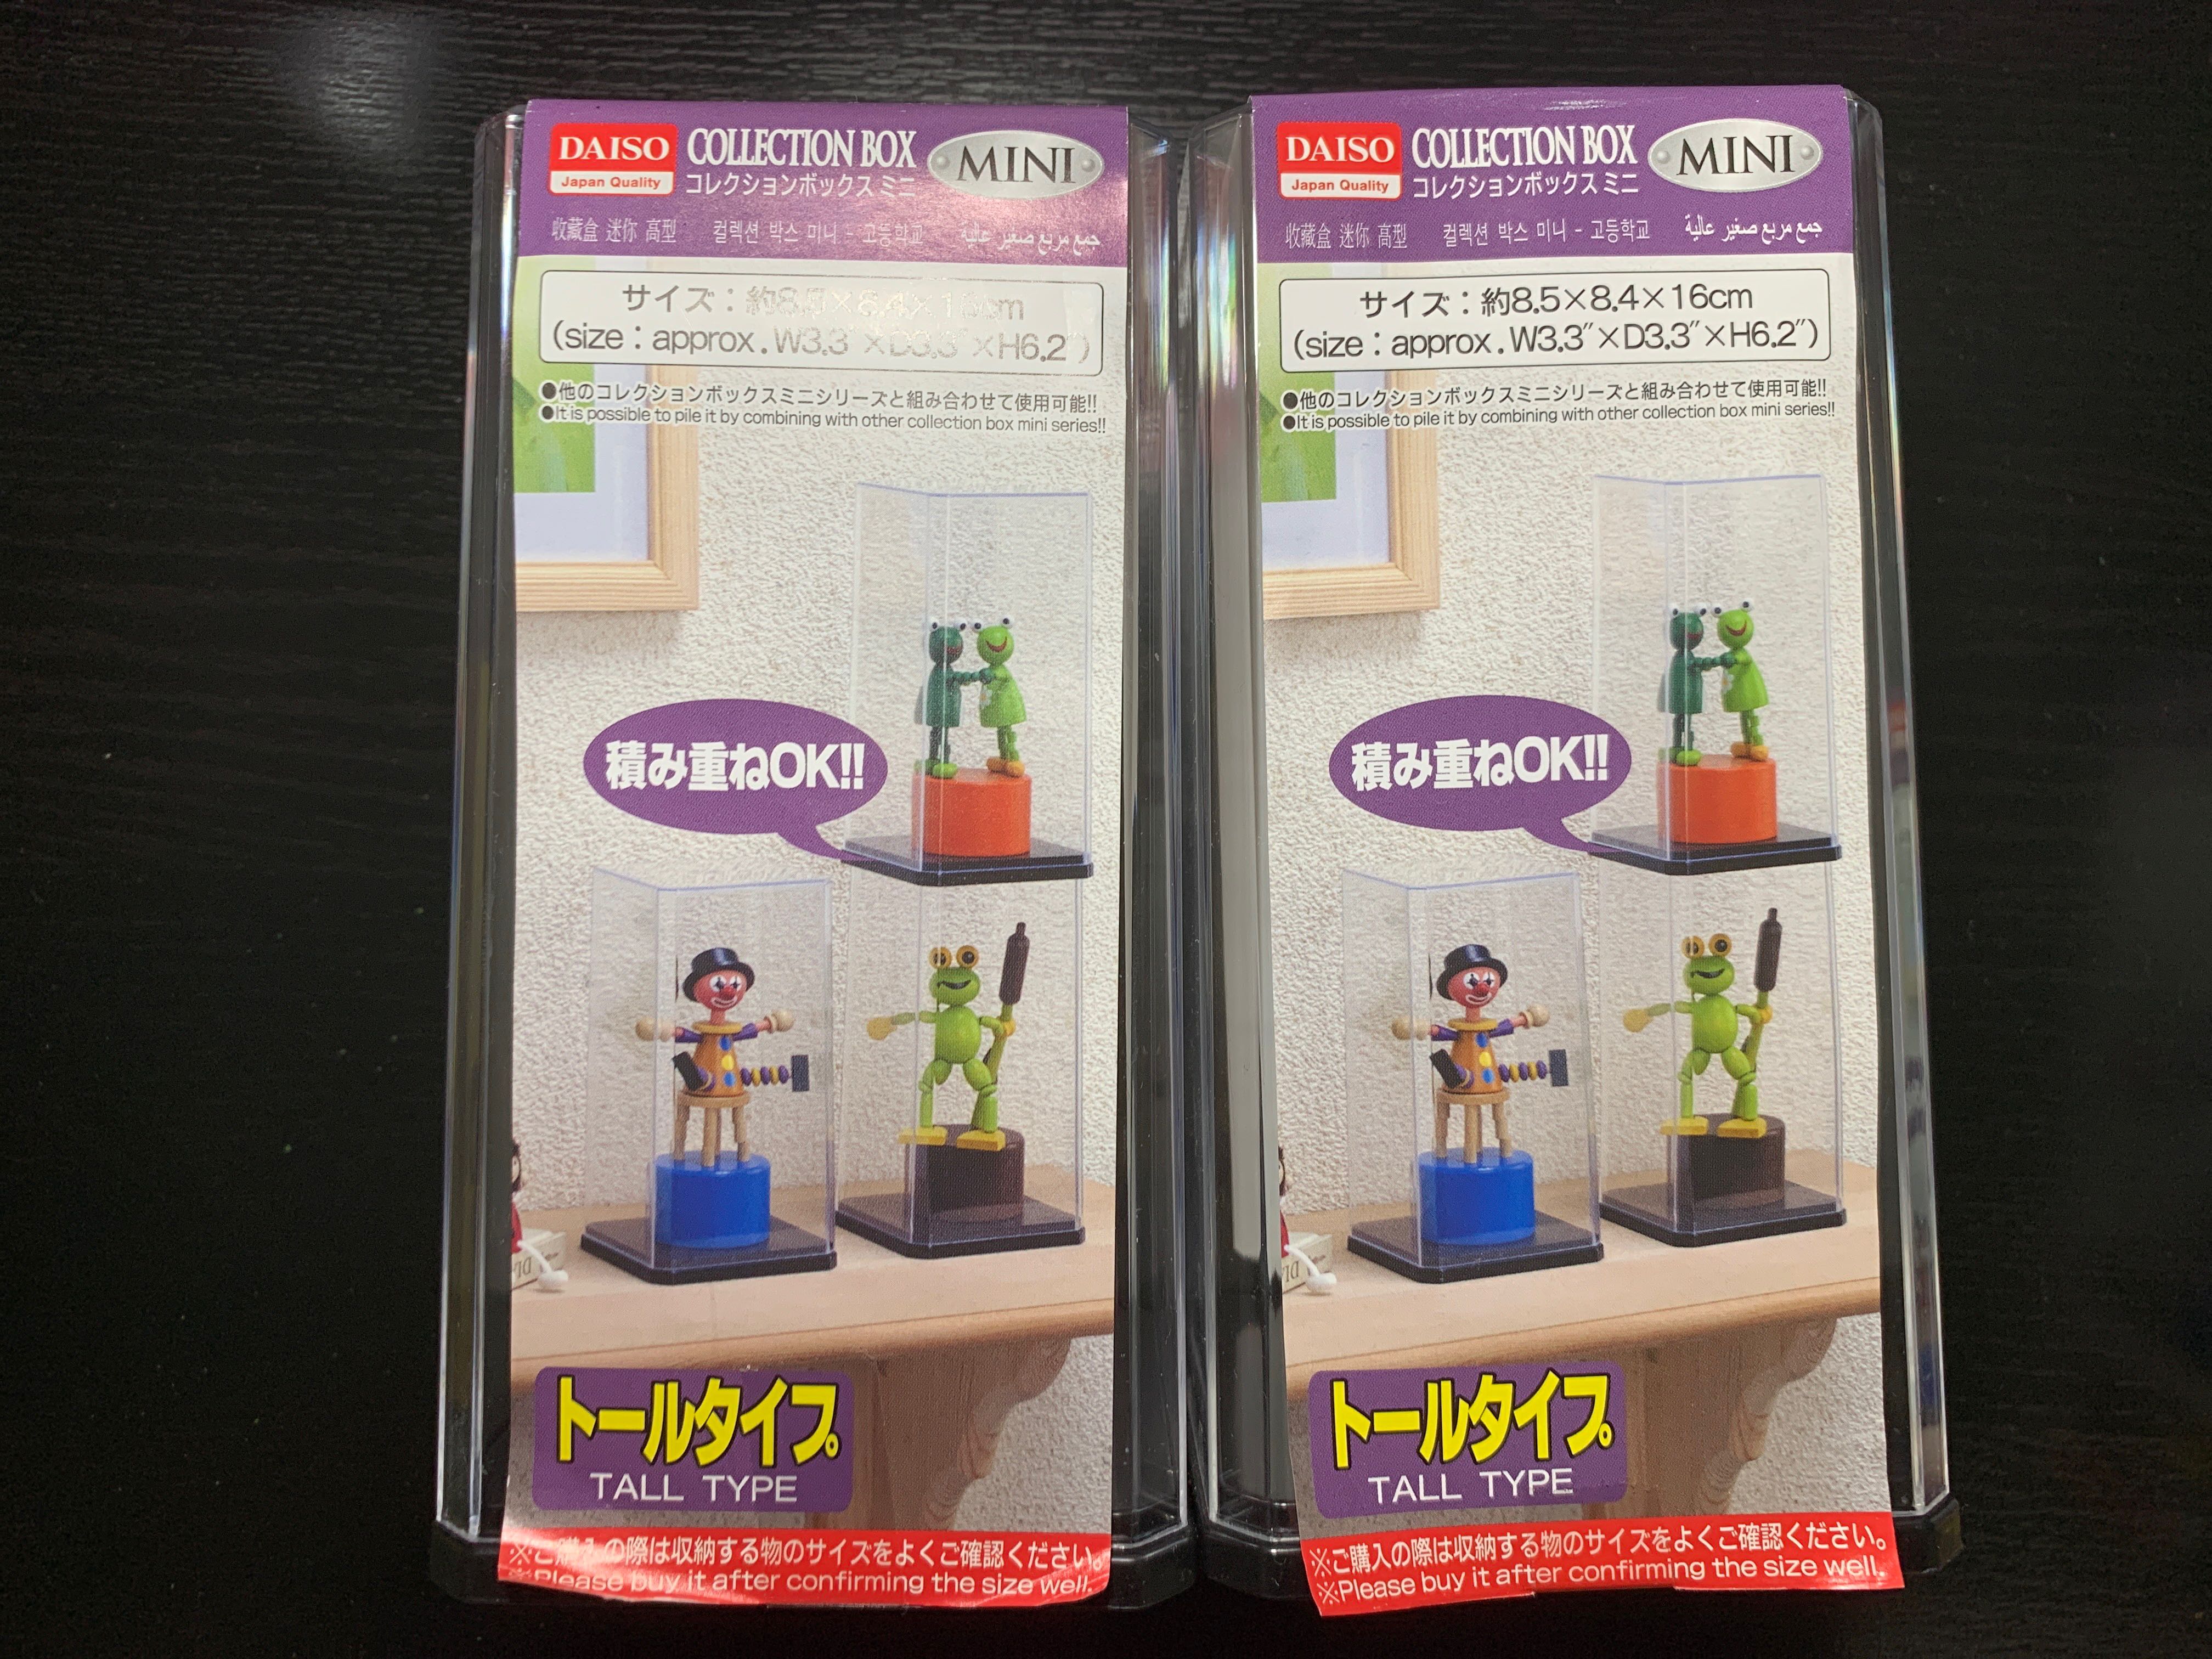 DAISO
Japan Quality
COLLECTION BOX
コレクションボックス ミニ
MINI
收藏盒 迷你 高型 컬렉션 박스 미니 - 고등학교 جمع مربع صغير عالية
サイズ：約8.5×8.4×16cm
(size：approx. W3.3″×D3.3″×H6.2″)
●他のコレクションボックスミニシリーズと組み合わせて使用可能!!
●It is possible to pile it by combining with other collection box mini series!!
積み重ねOK!!
トールタイプ
TALL TYPE
※ご購入の際は収納する物のサイズをよくご確認ください。
※Please buy it after confirming the size well.
DAISO
Japan Quality
COLLECTION BOX
コレクションボックス ミニ
MINI
收藏盒 迷你 高型 컬렉션 박스 미니 - 고등학교 جمع مربع صغير عالية
サイズ：約8.5×8.4×16cm
(size：approx. W3.3″×D3.3″×H6.2″)
●他のコレクションボックスミニシリーズと組み合わせて使用可能!!
●It is possible to pile it by combining with other collection box mini series!!
積み重ねOK!!
トールタイプ
TALL TYPE
※ご購入の際は収納する物のサイズをよくご確認ください。
※Please buy it after confirming the size well.